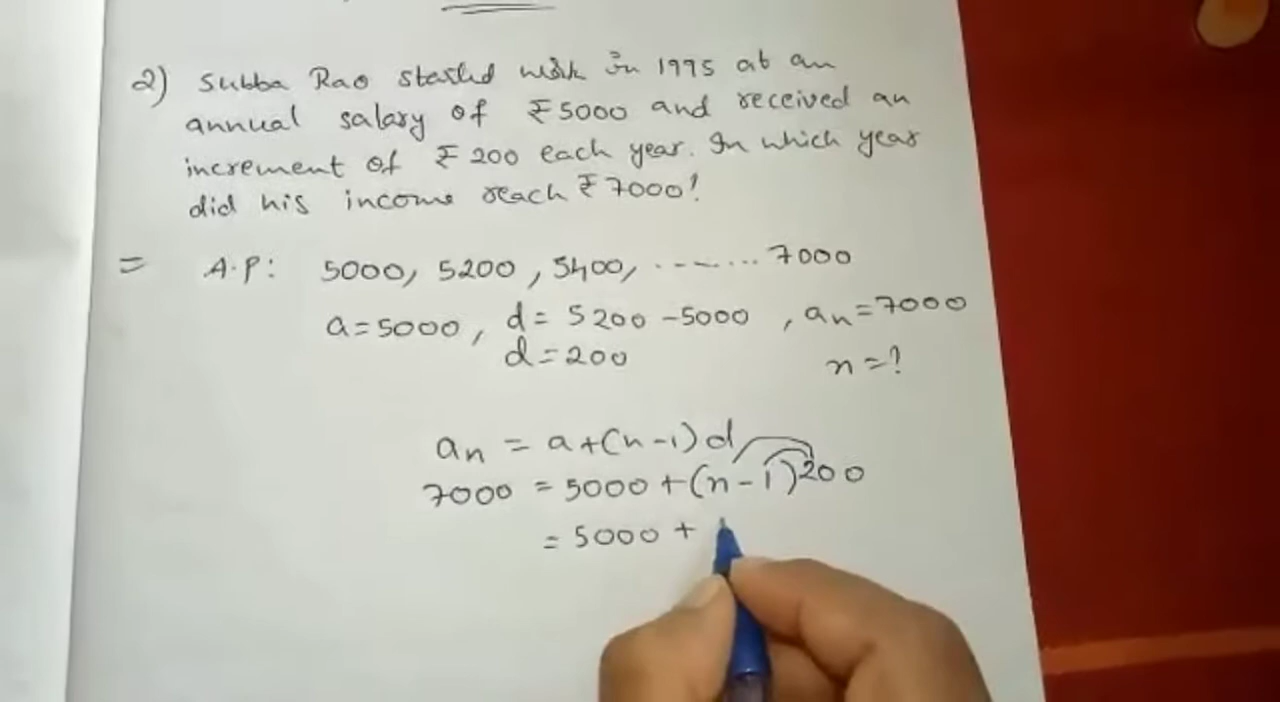 2) Subba Rao started work in 1995 at an
annual salary of ₹5000 and received an
increment of ₹ 200 each year. In which year
did his income reach ₹7000?
= A.P: 5000, 5200, 5400, ........ 7000
a=5000, d= 5200 -5000, an=7000
d=200 n=?
an = a+(n-1)d
7000 = 5000 +(n-1)200
= 5000 +